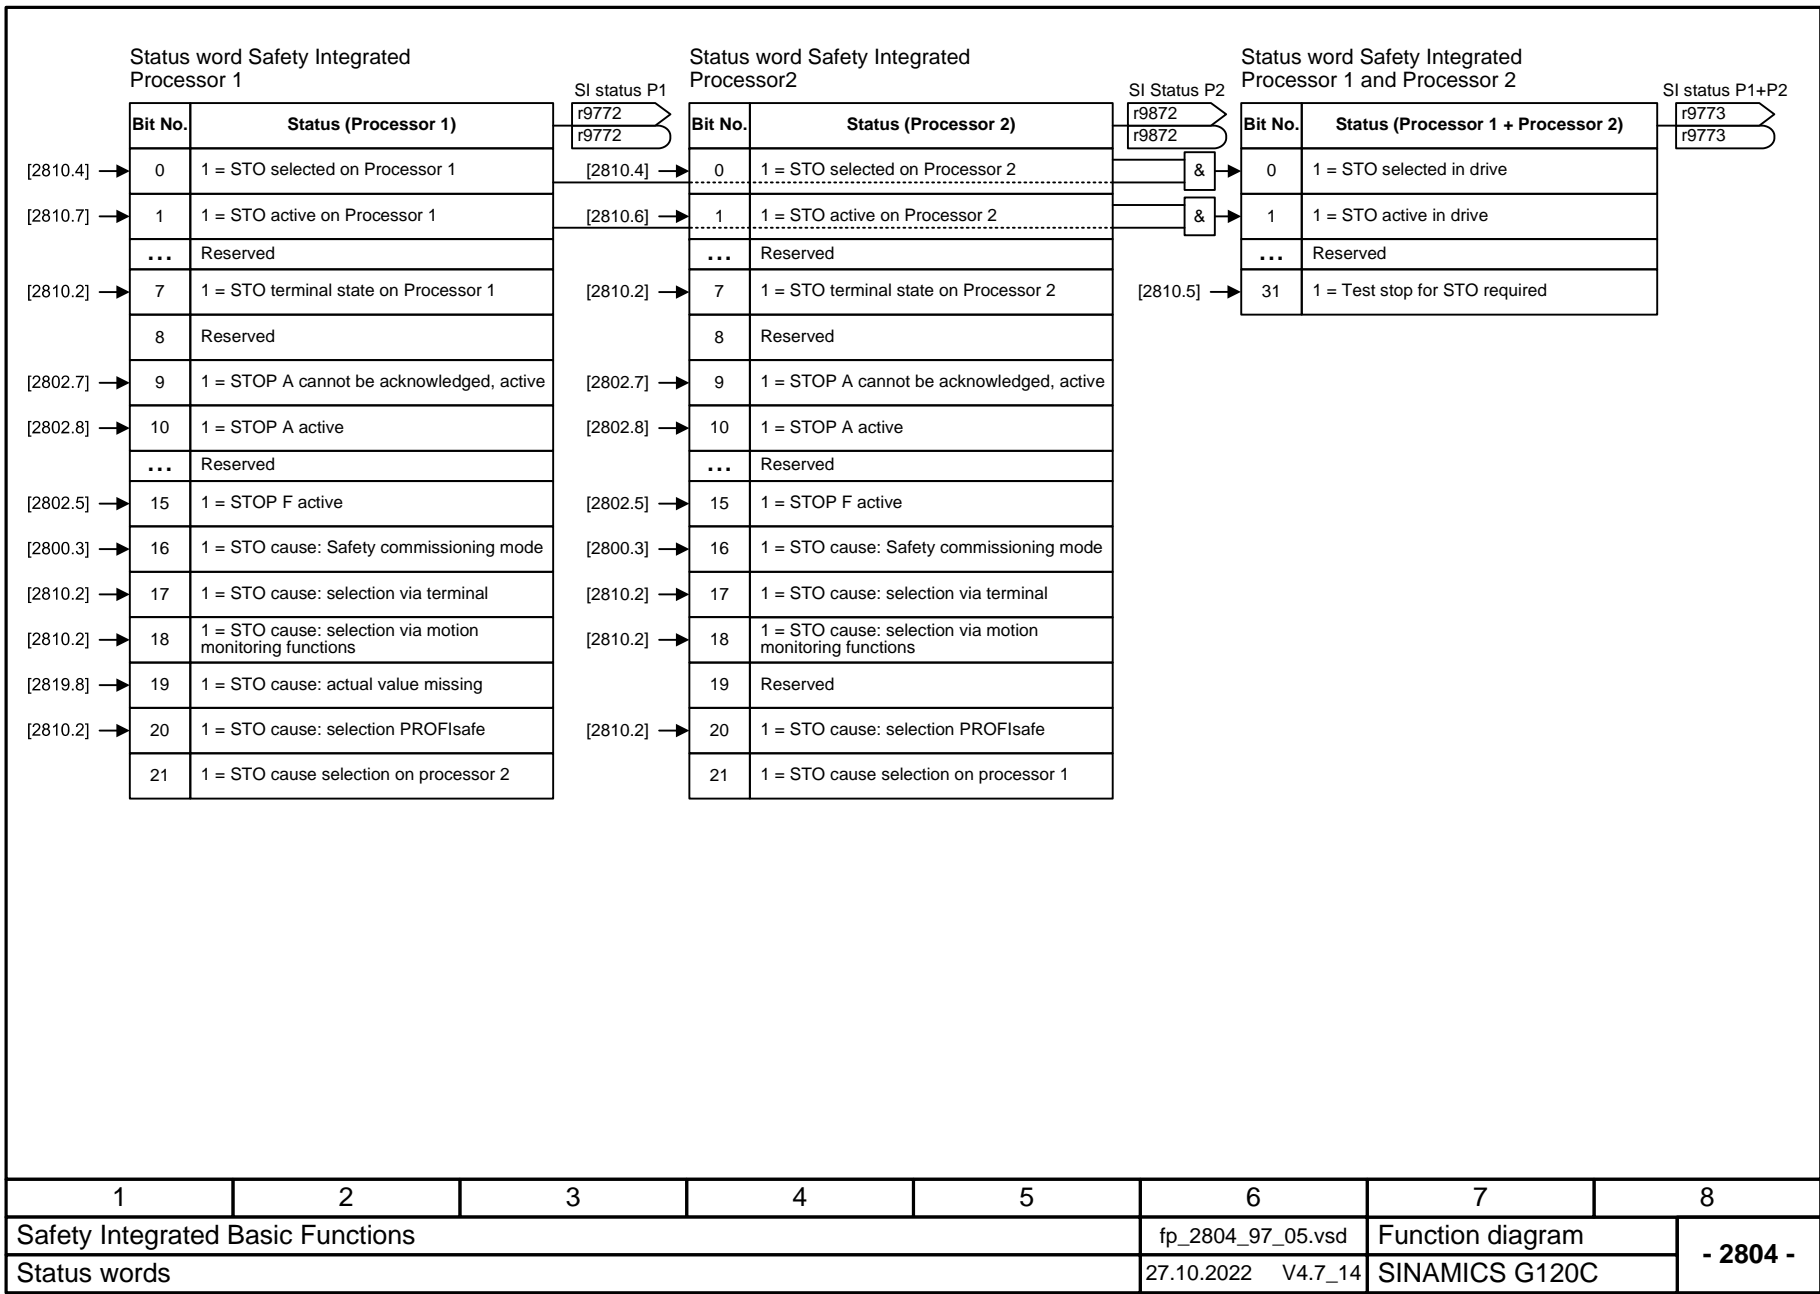 Status word Safety Integrated
Processor 1
SI status P1
r9772
r9772
Bit No. Status (Processor 1)
[2810.4] 0 1 = STO selected on Processor 1
[2810.7] 1 1 = STO active on Processor 1
... Reserved
[2810.2] 7 1 = STO terminal state on Processor 1
8 Reserved
[2802.7] 9 1 = STOP A cannot be acknowledged, active
[2802.8] 10 1 = STOP A active
... Reserved
[2802.5] 15 1 = STOP F active
[2800.3] 16 1 = STO cause: Safety commissioning mode
[2810.2] 17 1 = STO cause: selection via terminal
[2810.2] 18 1 = STO cause: selection via motion
monitoring functions
[2819.8] 19 1 = STO cause: actual value missing
[2810.2] 20 1 = STO cause: selection PROFIsafe
21 1 = STO cause selection on processor 2
Status word Safety Integrated
Processor2
SI Status P2
r9872
r9872
Bit No. Status (Processor 2)
[2810.4] 0 1 = STO selected on Processor 2
[2810.6] 1 1 = STO active on Processor 2
... Reserved
[2810.2] 7 1 = STO terminal state on Processor 2
8 Reserved
[2802.7] 9 1 = STOP A cannot be acknowledged, active
[2802.8] 10 1 = STOP A active
... Reserved
[2802.5] 15 1 = STOP F active
[2800.3] 16 1 = STO cause: Safety commissioning mode
[2810.2] 17 1 = STO cause: selection via terminal
[2810.2] 18 1 = STO cause: selection via motion
monitoring functions
19 Reserved
[2810.2] 20 1 = STO cause: selection PROFIsafe
21 1 = STO cause selection on processor 1
Status word Safety Integrated
Processor 1 and Processor 2
SI status P1+P2
r9773
r9773
Bit No. Status (Processor 1 + Processor 2)
& 0 1 = STO selected in drive
& 1 1 = STO active in drive
... Reserved
[2810.5] 31 1 = Test stop for STO required
1 2 3 4 5 6 7 8
Safety Integrated Basic Functions fp_2804_97_05.vsd Function diagram
- 2804 -
Status words 27.10.2022 V4.7_14 SINAMICS G120C